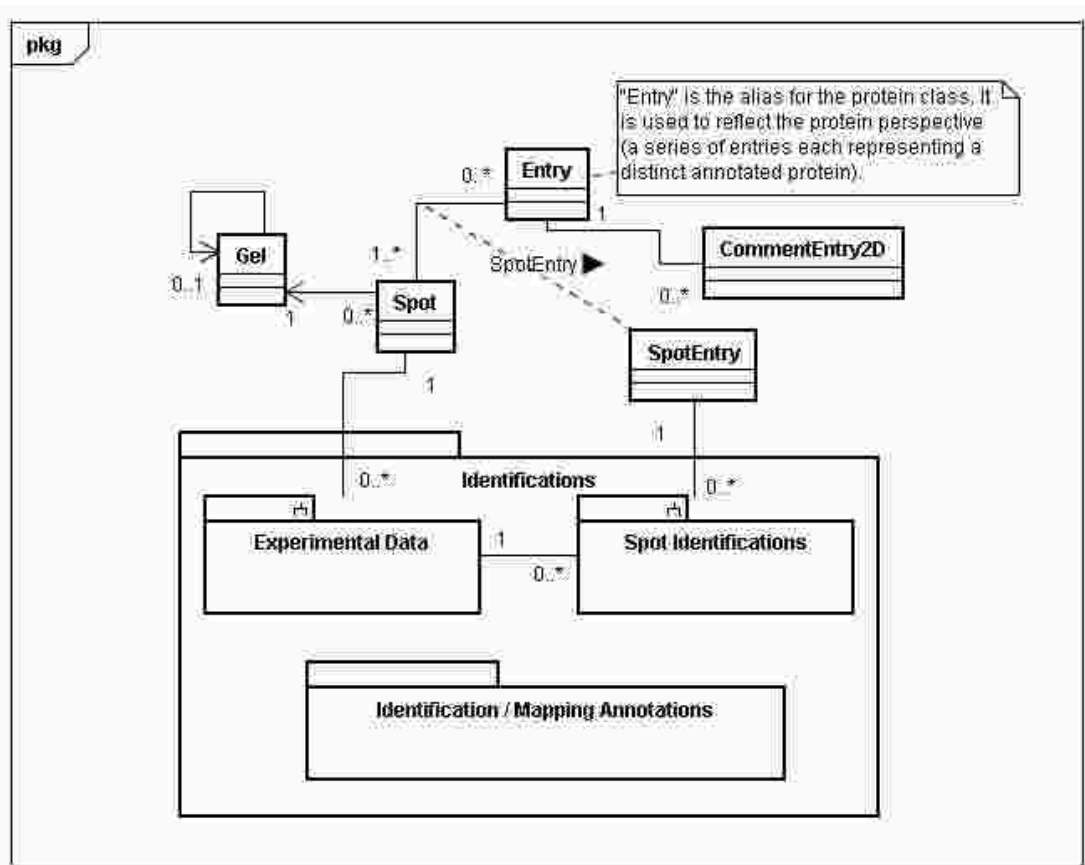 pkg
"Entry" is the alias for the protein class. It
is used to reflect the protein perspective
(a series of entries each representing a
distinct annotated protein).
0..*
Entry
1
CommentEntry2D
0..*
Gel
0..1
1
1..*
Spot
0..*
SpotEntry
SpotEntry
1
1
0..*
Identifications
0..*
Experimental Data
1
0..*
Spot Identifications
Identification / Mapping Annotations